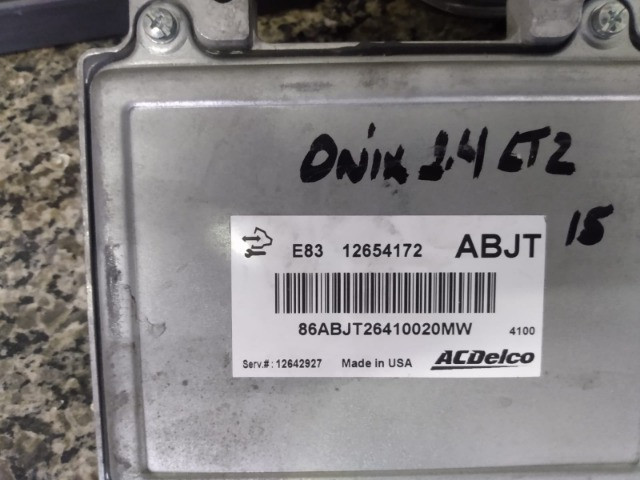 Onix 1.4 LT2
15
E83 12654172 ABJT
86ABJT26410020MW 4100
Serv.#: 12642927 Made in USA ACDelco